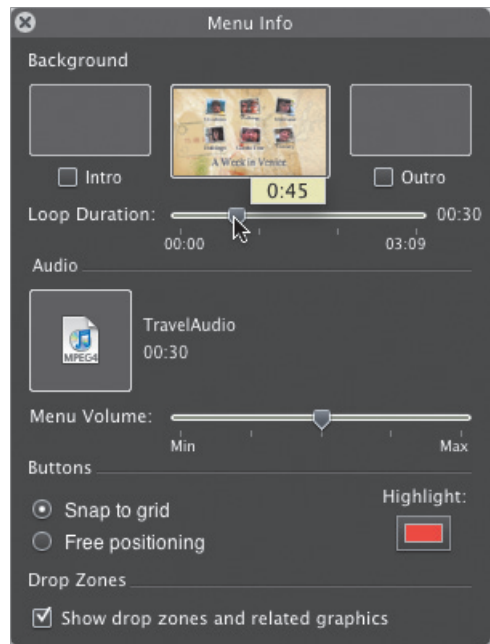 Menu Info
Background
A Week in Venice
Intro
0:45
Outro
Loop Duration:
00:30
00:00
03:09
Audio
MPEG4
TravelAudio
00:30
Menu Volume:
Min
Max
Buttons
Snap to grid
Highlight:
Free positioning
Drop Zones
Show drop zones and related graphics